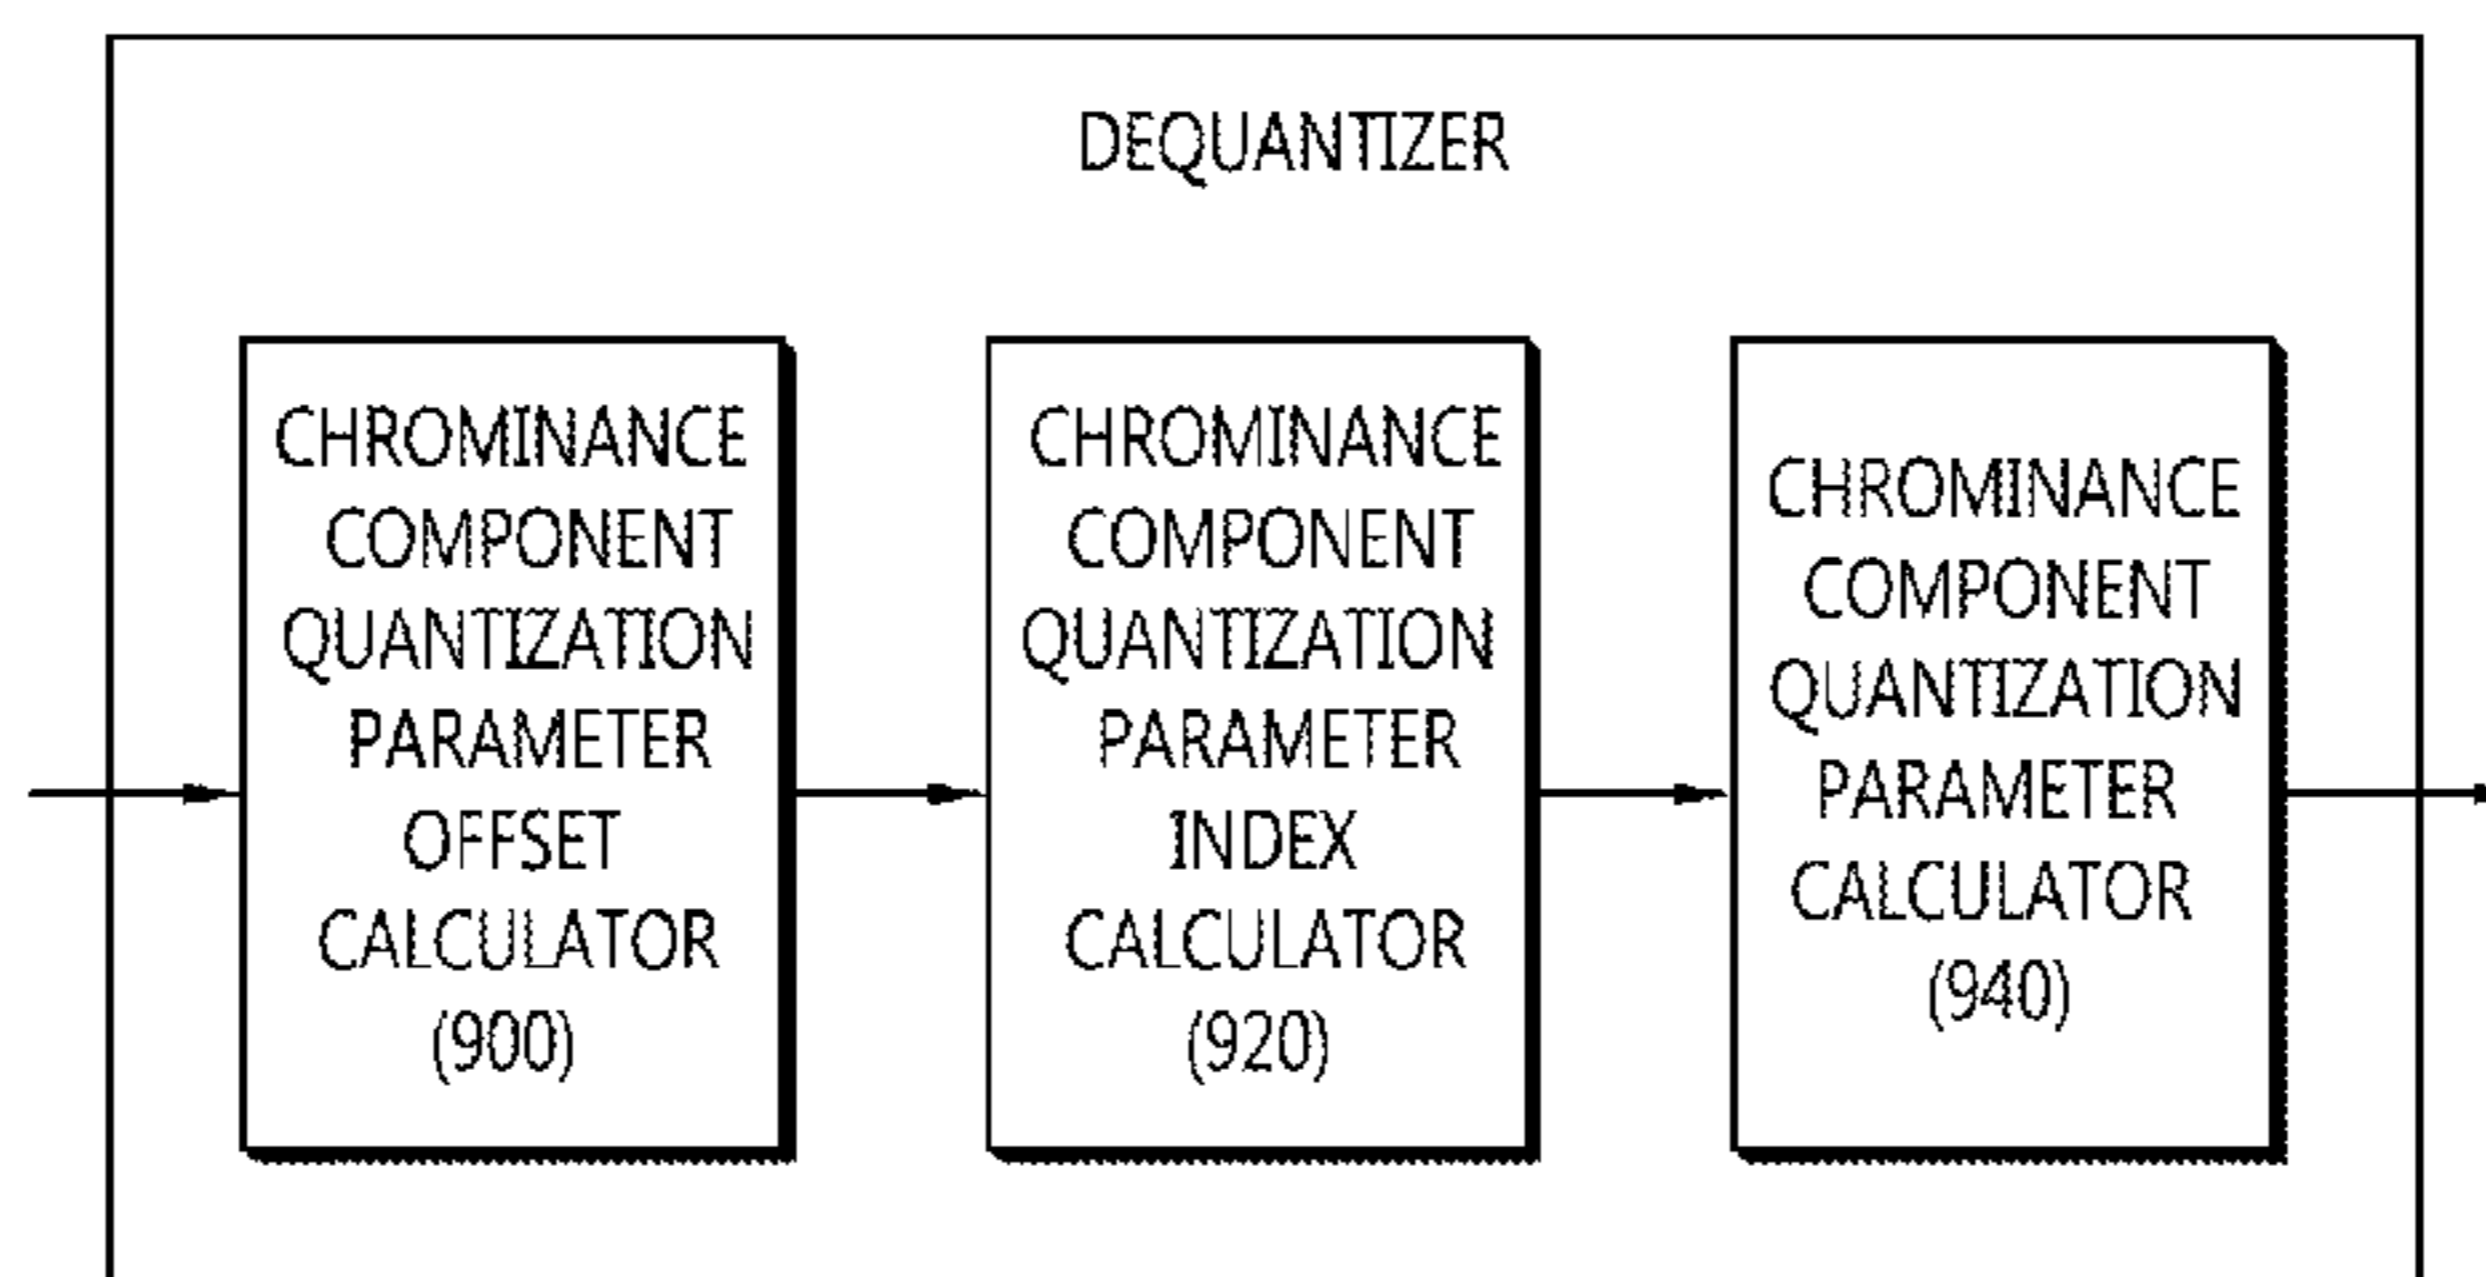 DEQUANTIZER
CHROMINANCE
COMPONENT
QUANTIZATION
PARAMETER
OFFSET
CALCULATOR
(900)
CHROMINANCE
COMPONENT
QUANTIZATION
PARAMETER
INDEX
CALCULATOR
(920)
CHROMINANCE
COMPONENT
QUANTIZATION
PARAMETER
CALCULATOR
(940)